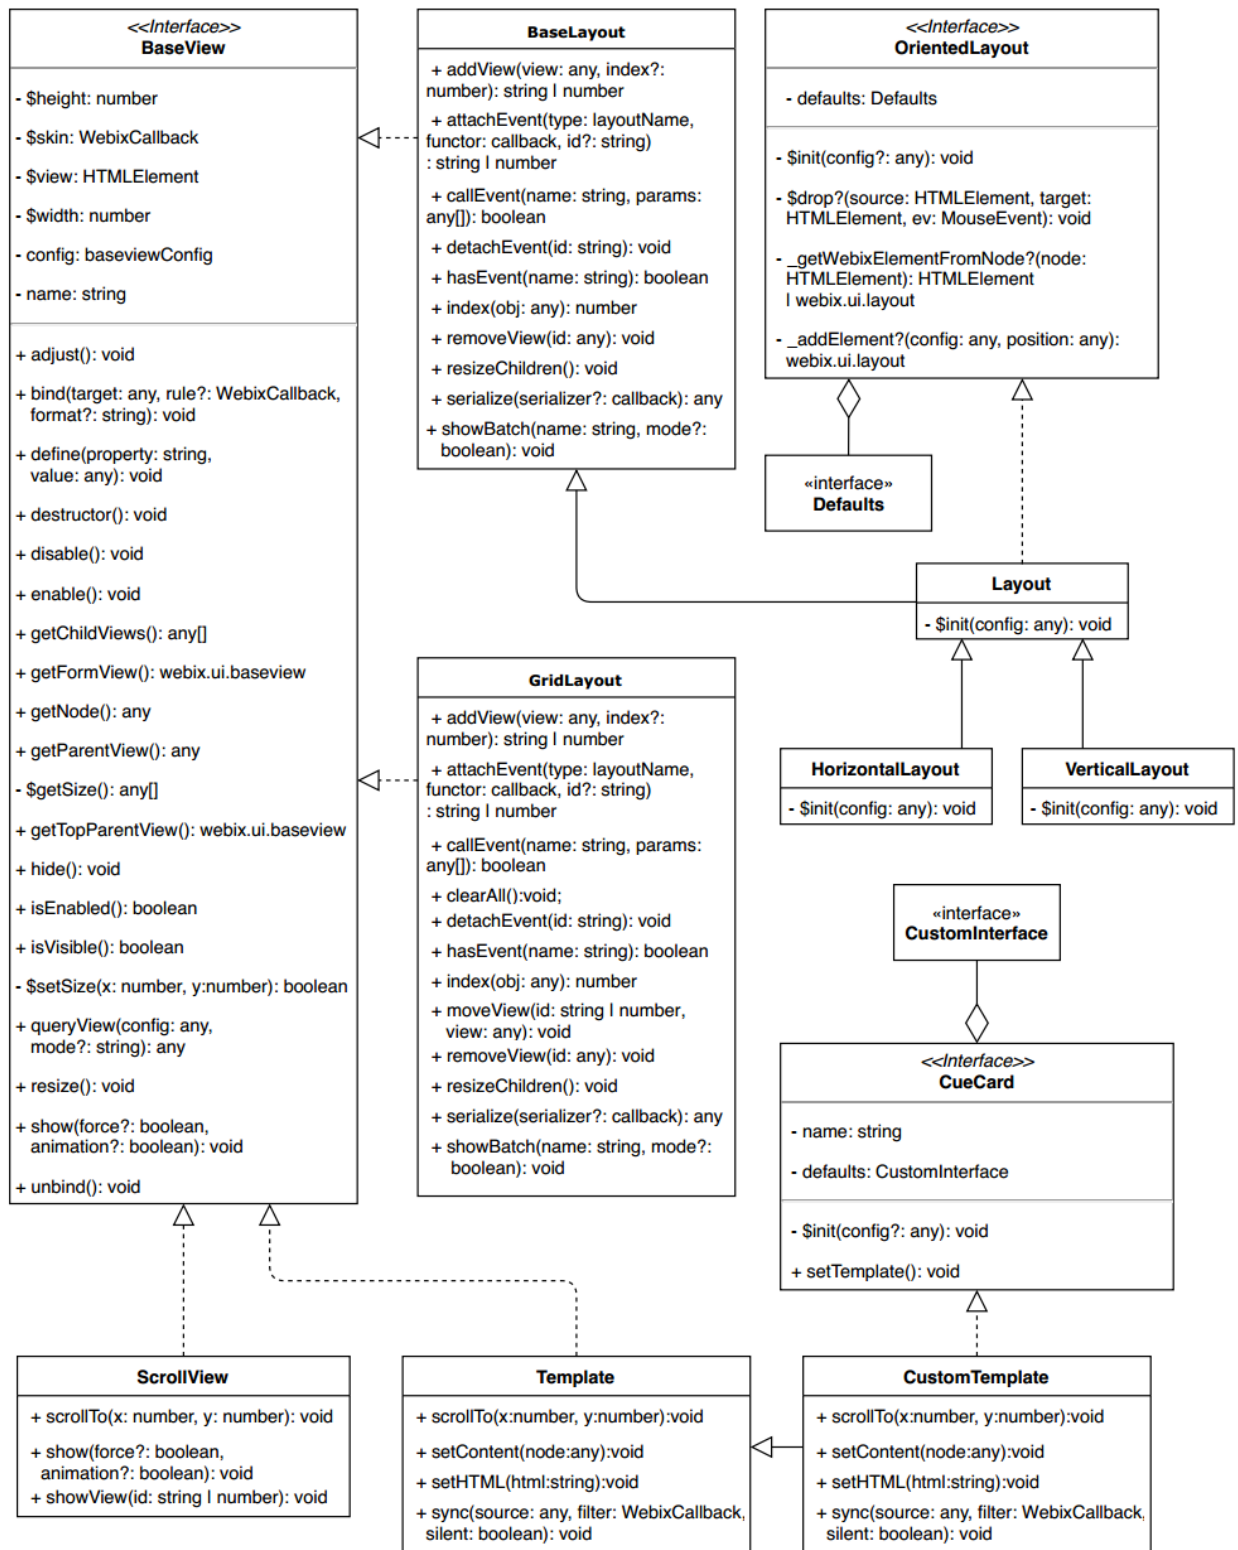 <<Interface>>
BaseView
- $height: number
- $skin: WebixCallback
- $view: HTMLElement
- $width: number
- config: baseviewConfig
- name: string
+ adjust(): void
+ bind(target: any, rule?: WebixCallback,
format?: string): void
+ define(property: string,
value: any): void
+ destructor(): void
+ disable(): void
+ enable(): void
+ getChildViews(): any[]
+ getFormView(): webix.ui.baseview
+ getNode(): any
+ getParentView(): any
- $getSize(): any[]
+ getTopParentView(): webix.ui.baseview
+ hide(): void
+ isEnabled(): boolean
+ isVisible(): boolean
- $setSize(x: number, y:number): boolean
+ queryView(config: any,
mode?: string): any
+ resize(): void
+ show(force?: boolean,
animation?: boolean): void
+ unbind(): void
BaseLayout
+ addView(view: any, index?:
number): string | number
+ attachEvent(type: layoutName,
functor: callback, id?: string)
: string | number
+ callEvent(name: string, params:
any[]): boolean
+ detachEvent(id: string): void
+ hasEvent(name: string): boolean
+ index(obj: any): number
+ removeView(id: any): void
+ resizeChildren(): void
+ serialize(serializer?: callback): any
+ showBatch(name: string, mode?:
boolean): void
<<Interface>>
OrientedLayout
- defaults: Defaults
- $init(config?: any): void
- $drop?(source: HTMLElement, target:
HTMLElement, ev: MouseEvent): void
- _getWebixElementFromNode?(node:
HTMLElement): HTMLElement
| webix.ui.layout
- _addElement?(config: any, position: any):
webix.ui.layout
«interface»
Defaults
Layout
- $init(config: any): void
GridLayout
+ addView(view: any, index?:
number): string | number
+ attachEvent(type: layoutName,
functor: callback, id?: string)
: string | number
+ callEvent(name: string, params:
any[]): boolean
+ clearAll():void;
+ detachEvent(id: string): void
+ hasEvent(name: string): boolean
+ index(obj: any): number
+ moveView(id: string | number,
view: any): void
+ removeView(id: any): void
+ resizeChildren(): void
+ serialize(serializer?: callback): any
+ showBatch(name: string, mode?:
boolean): void
HorizontalLayout
- $init(config: any): void
VerticalLayout
- $init(config: any): void
«interface»
CustomInterface
<<Interface>>
CueCard
- name: string
- defaults: CustomInterface
- $init(config?: any): void
+ setTemplate(): void
ScrollView
+ scrollTo(x: number, y: number): void
+ show(force?: boolean,
animation?: boolean): void
+ showView(id: string | number): void
Template
+ scrollTo(x:number, y:number):void
+ setContent(node:any):void
+ setHTML(html:string):void
+ sync(source: any, filter: WebixCallback,
silent: boolean): void
CustomTemplate
+ scrollTo(x:number, y:number):void
+ setContent(node:any):void
+ setHTML(html:string):void
+ sync(source: any, filter: WebixCallback,
silent: boolean): void